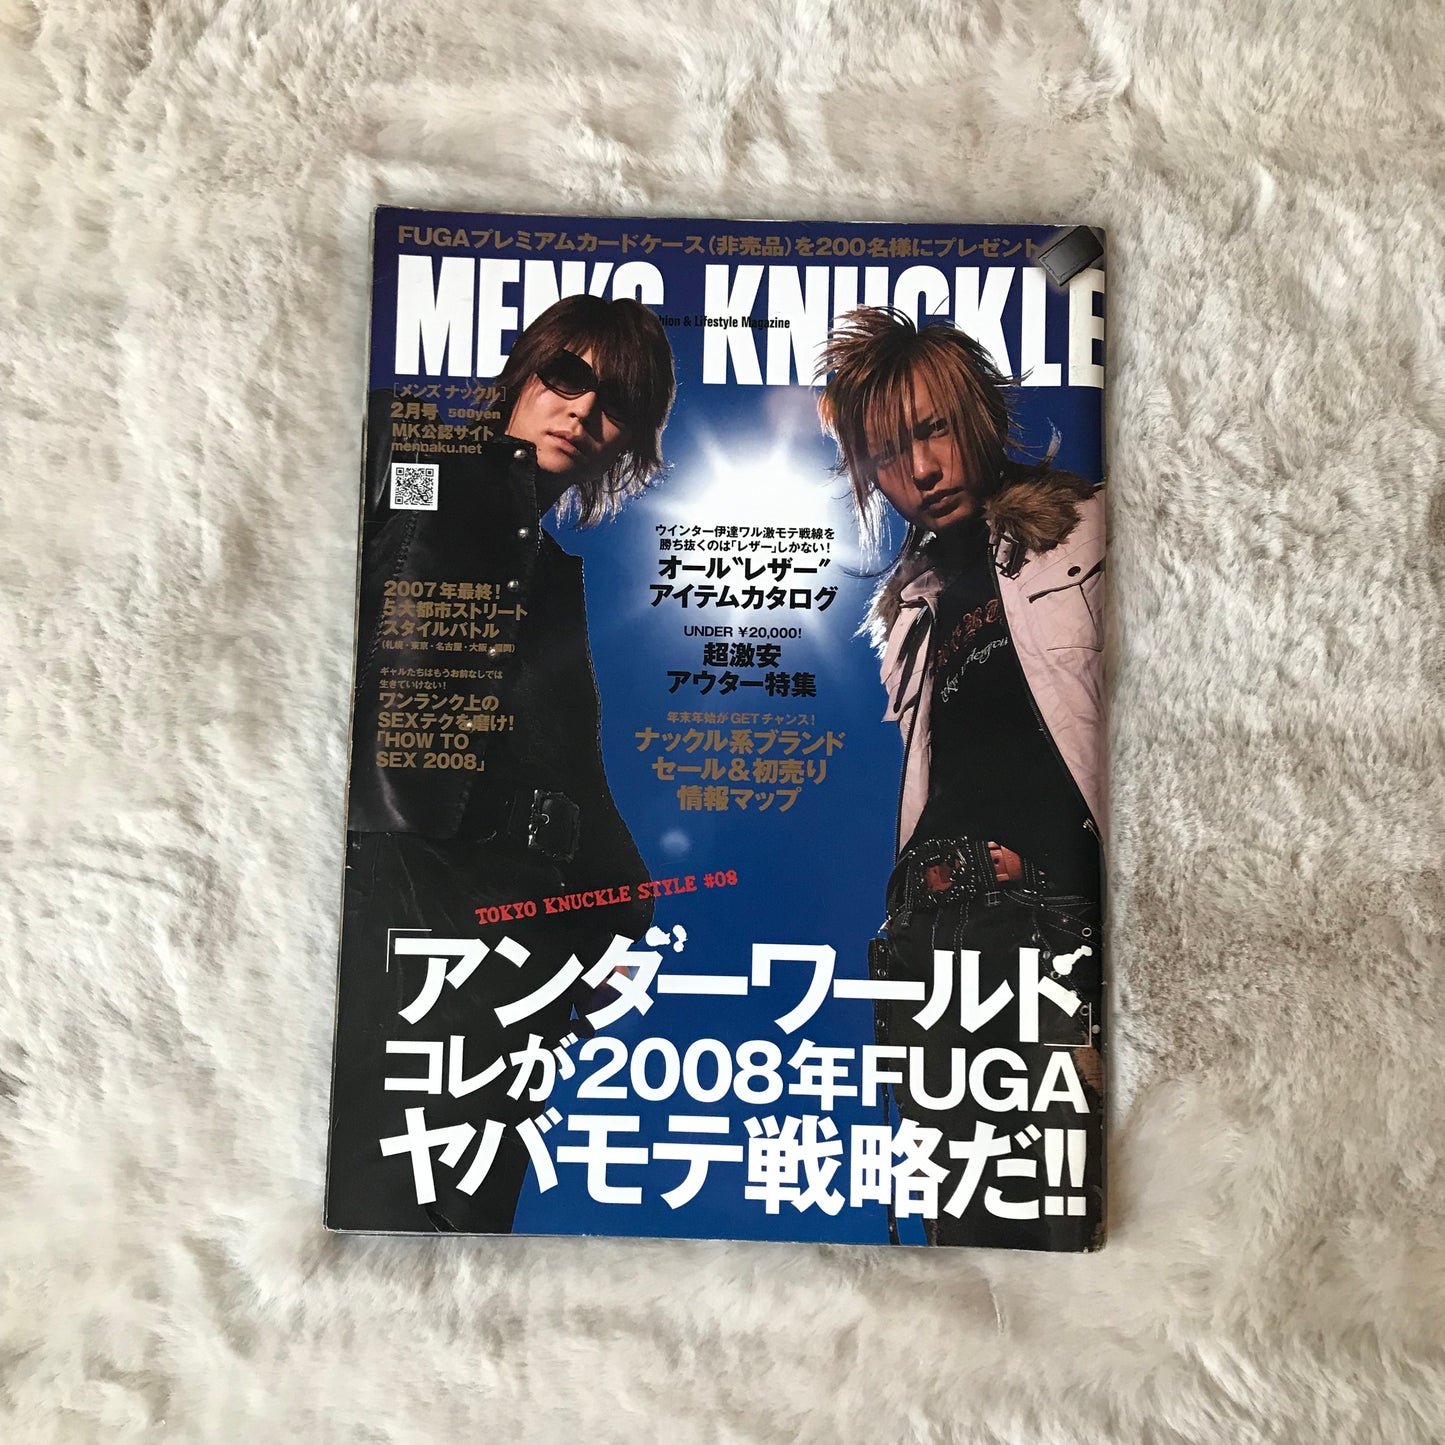 FUGAプレミアムカードケース(非売品)を200名様にプレゼント
MEN'S KNUCKLE
& Lifestyle Magazine
[メンズ ナックル]
2月号 500yen
MK公認サイト
mennaku.net
ウインター伊達ワル激モテ戦線を
勝ち抜くのは「レザー」しかない!
オール“レザー”
アイテムカタログ
UNDER ¥20,000!
超激安
アウター特集
年末年始がGETチャンス!
ナックル系ブランド
セール&初売り
情報マップ
2007年最終!
5大都市ストリート
スタイルバトル
(札幌・東京・名古屋・大阪・福岡)
ギャルたちはもうお前なしでは
生きていけない!
ワンランク上の
SEXテクを磨け!
「HOW TO
SEX 2008」
TOKYO KNUCKLE STYLE #08
「アンダーワールド」
コレが2008年FUGA
ヤバモテ戦略だ!!